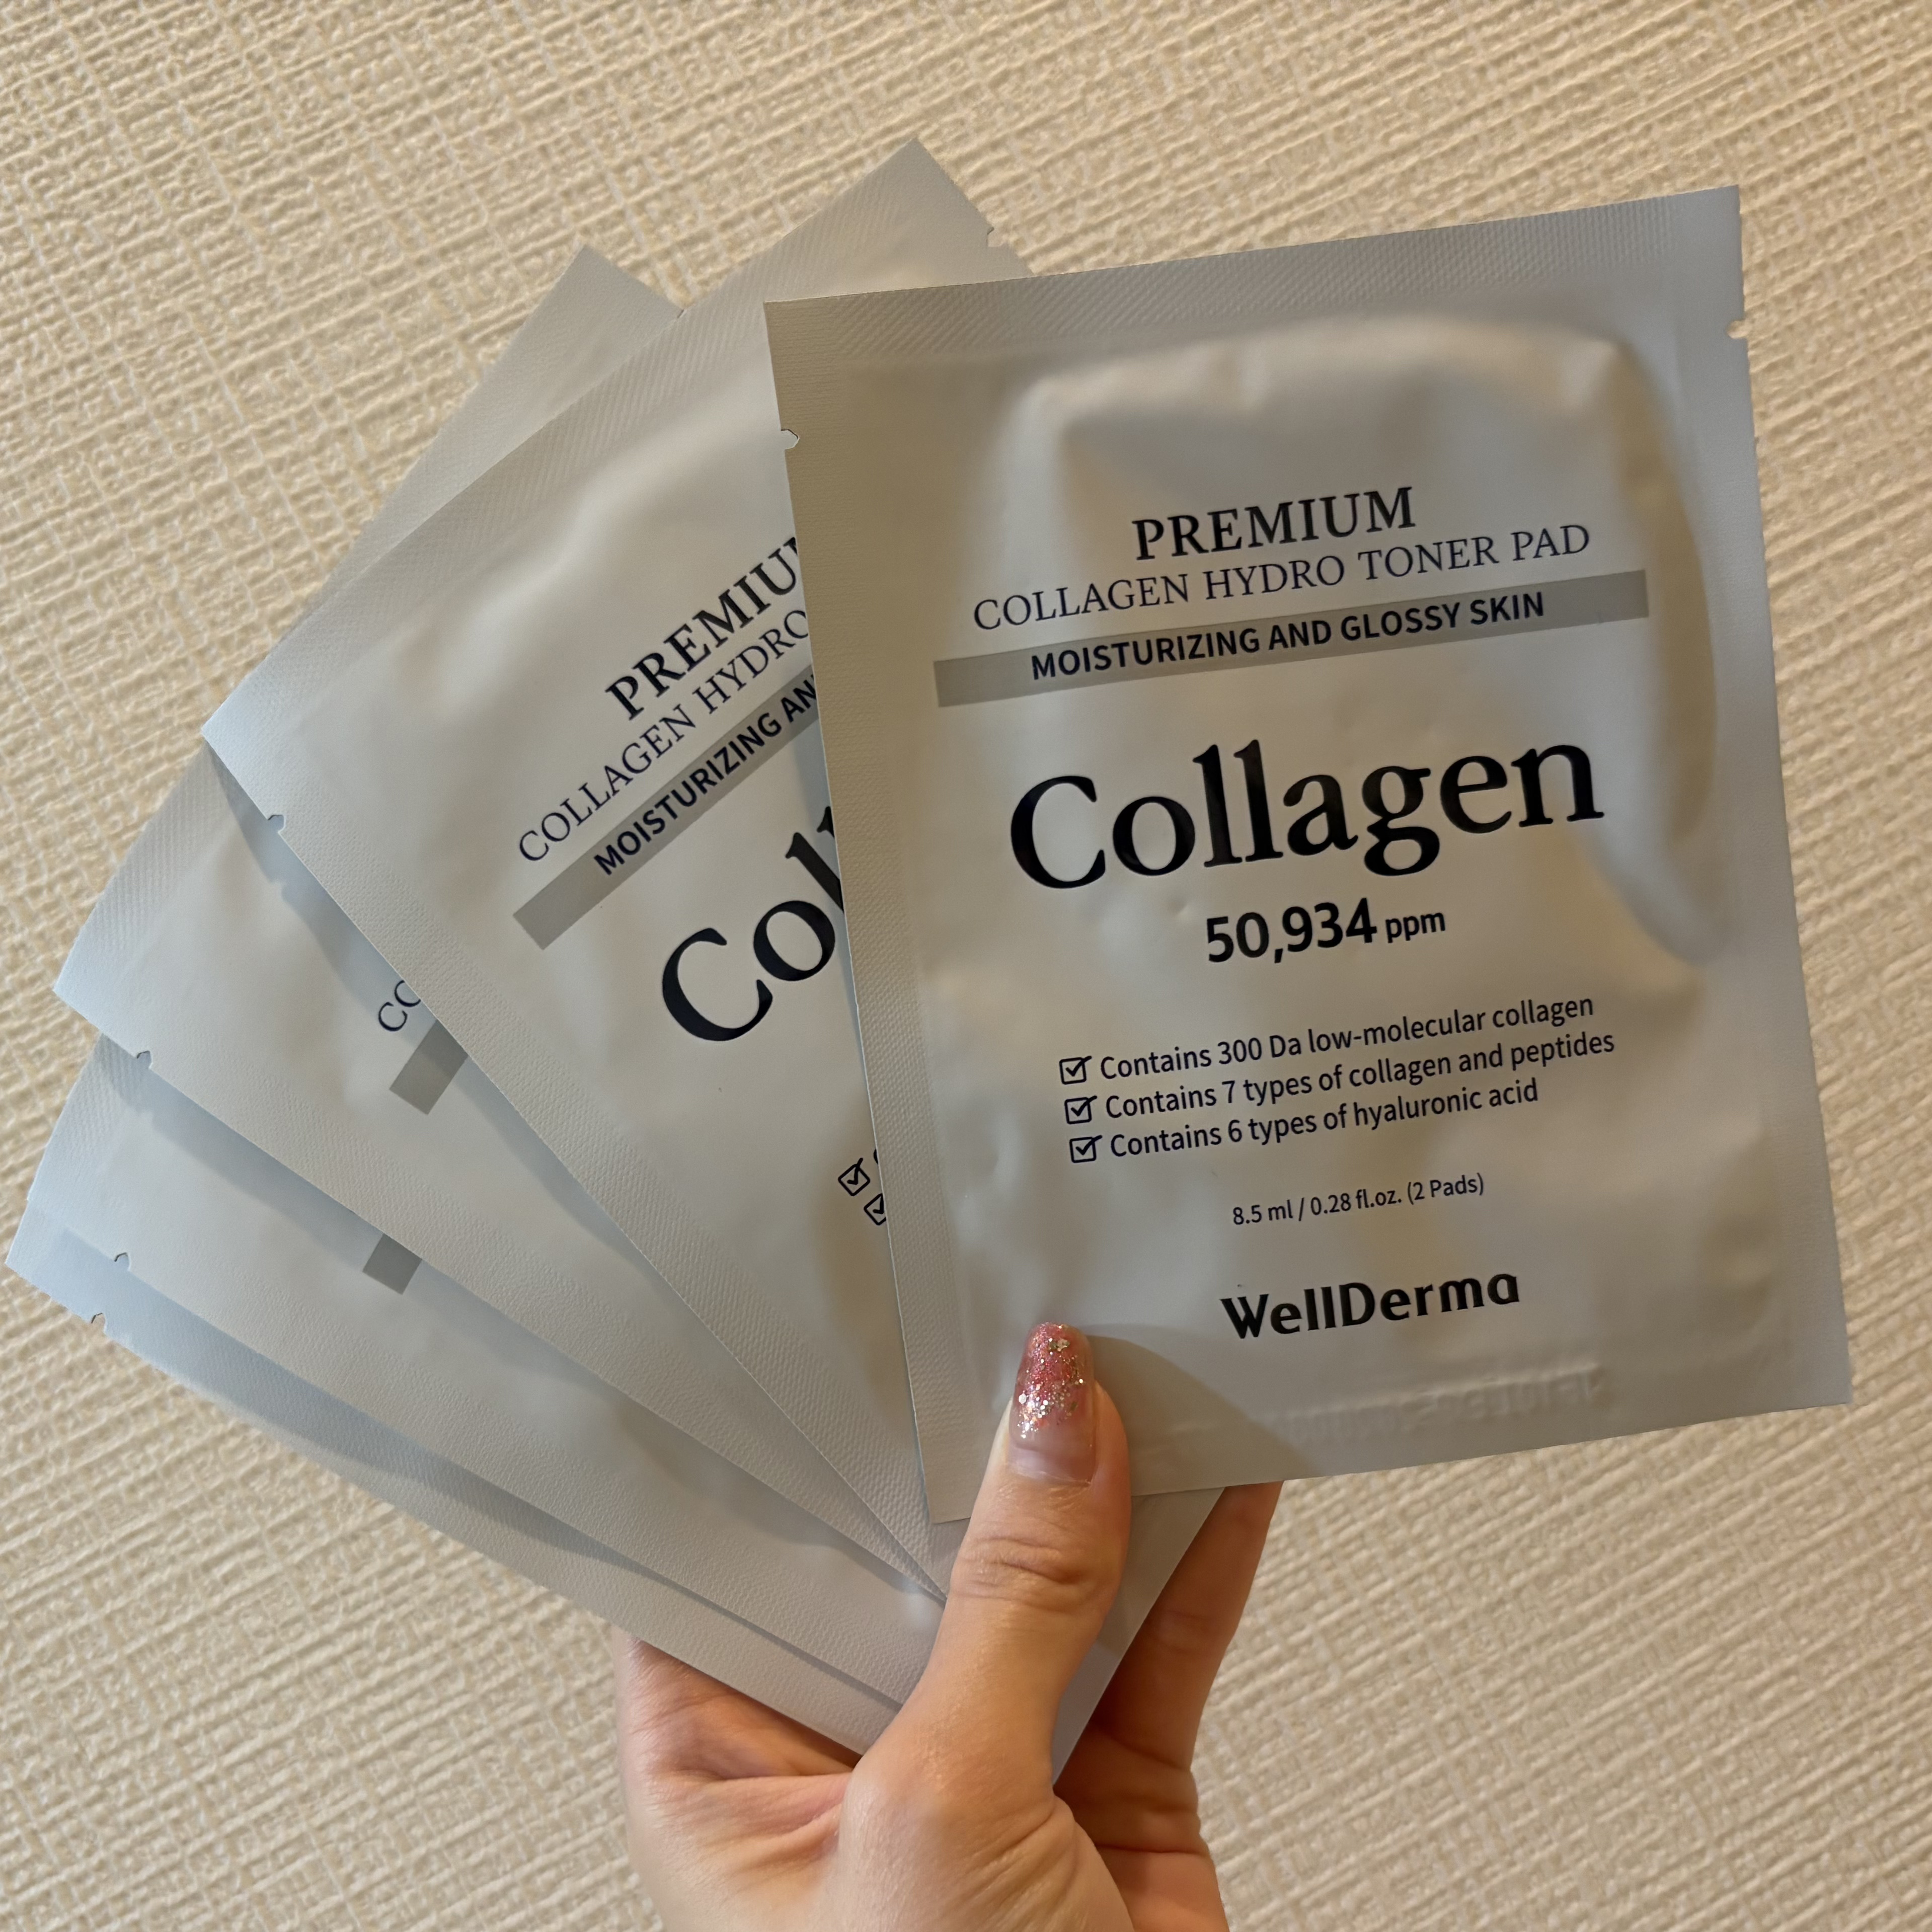 PREMIUM
COLLAGEN HYDRO TONER PAD
MOISTURIZING AND GLOSSY SKIN
Collagen
50,934 ppm
Contains 300 Da low-molecular collagen
Contains 7 types of collagen and peptides
Contains 6 types of hyaluronic acid
8.5 ml / 0.28 fl.oz. (2 Pads)
WellDerma
PREMIUM
COLLAGEN HYDRO
MOISTURIZING AN
Col
CO